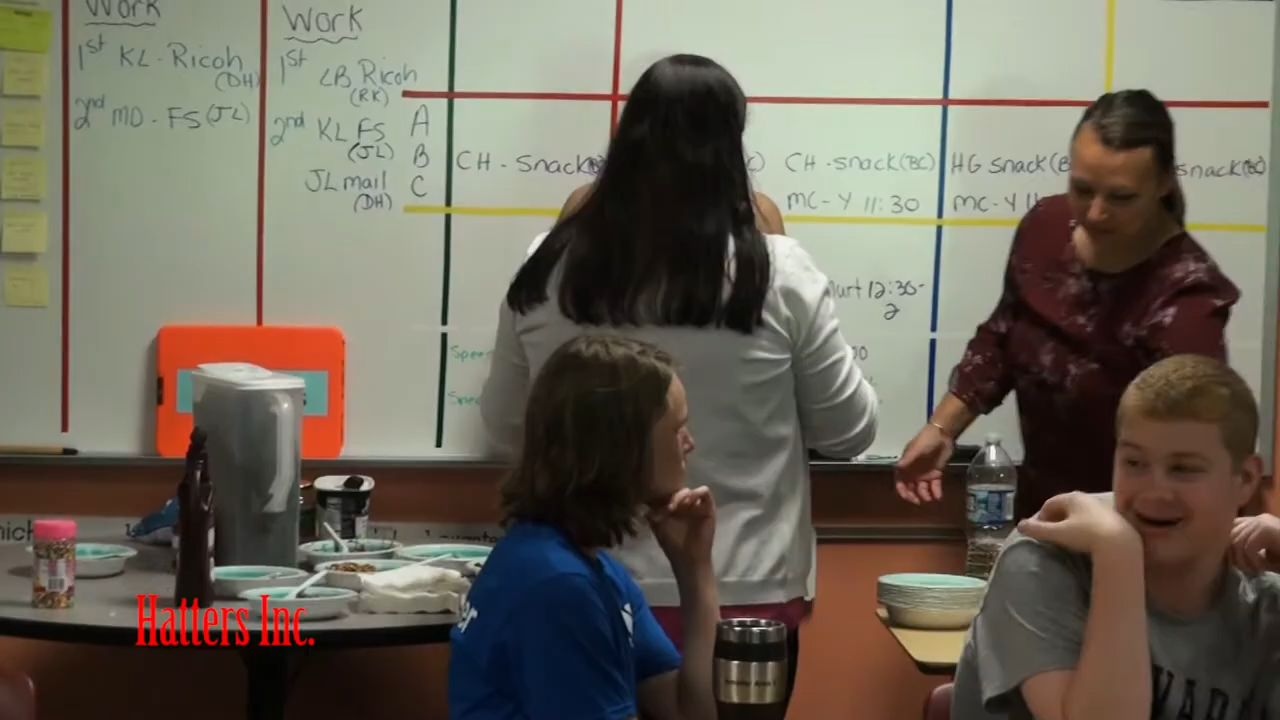 Work
1st KL - Ricoh
(DH)
2nd MD - FS (JL)
Work
1st LB Ricoh
(RK)
2nd KL FS
(JL)
JL mail
(DH)
A
B
C
CH - Snack
CH - snack (BC)
MC - Y 11:30
HG snack (B
MC - Y
snack
12:30-
2
Hatters Inc.